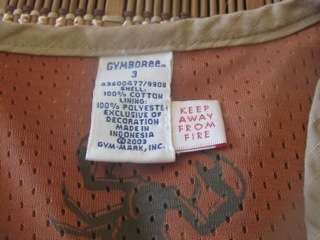 GYMBOREE™
3
SHELL:
100% COTTON
LINING:
100% POLYESTER
EXCLUSIVE OF
DECORATION
MADE IN
INDONESIA
©2003
GYM-MARK, INC.
KEEP
AWAY
FROM
FIRE